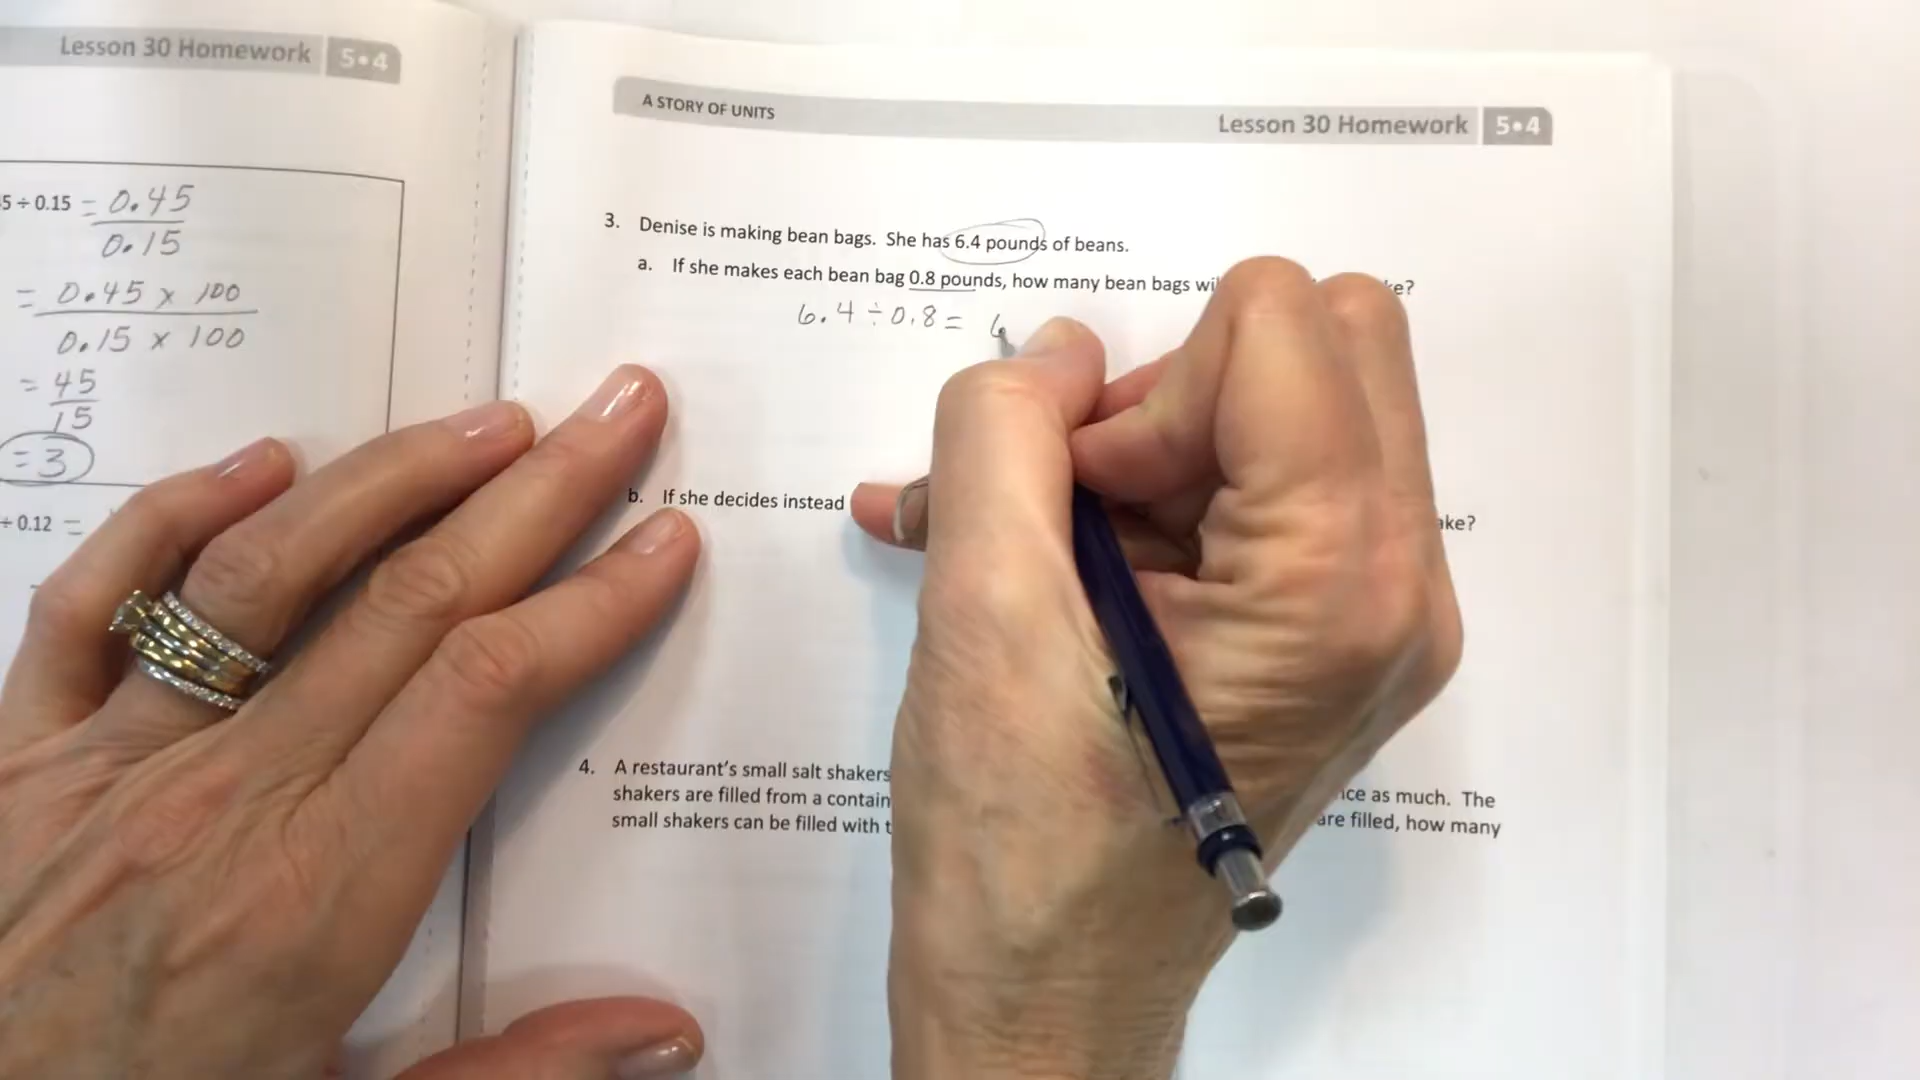 Lesson 30 Homework 5•4
5 ÷ 0.15 = 0.45
0.15
= 0.45 x 100
0.15 x 100
= 45
15
= 3
÷ 0.12 =
A STORY OF UNITS
Lesson 30 Homework 5•4
3. Denise is making bean bags. She has 6.4 pounds of beans.
a. If she makes each bean bag 0.8 pounds, how many bean bags
6.4 ÷ 0.8 = 6
b. If she decides instead
4. A restaurant's small salt shakers
shakers are filled from a as much. The
small shakers can be filled with are filled, how many